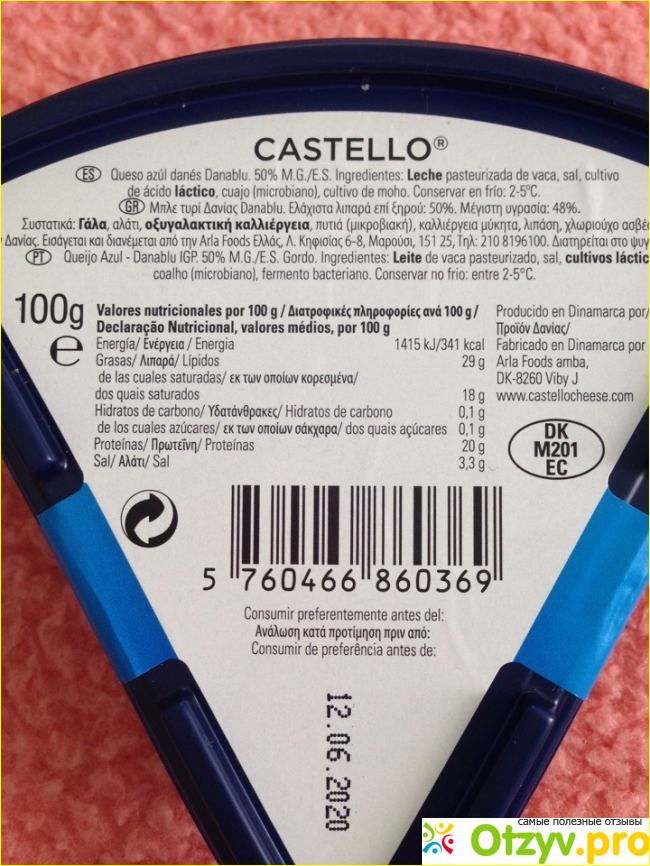 CASTELLO®
ES Queso azúl danés Danablu. 50% M.G./E.S. Ingredientes: Leche pasteurizada de vaca, sal, cultivo
de ácido láctico, cuajo (microbiano), cultivo de moho. Conservar en frío: 2-5°C.
GR Μπλε τυρί Δανίας Danablu. Ελάχιστα λιπαρά επί ξηρού: 50%. Μέγιστη υγρασία: 48%.
Συστατικά: Γάλα, αλάτι, οξυγαλακτική καλλιέργεια, πυτιά (μικροβιακή), καλλιέργεια μύκητα, λιπάση, χλωριούχο
Δανίας. Εισάγεται και διανέμεται από την Arla Foods Ελλάς, Λ. Κηφισίας 6-8, Μαρούσι, 151 25, Τηλ: 210 8196100. Διατηρείται στο
PT Queijo Azul - Danablu IGP. 50% M.G./E.S. Gordo. Ingredientes: Leite de vaca pasteurizado, sal, cultivos
coalho (microbiano), fermento bacteriano. Conservar no frio: entre 2-5°C.
100g
e
Valores nutricionales por 100 g / Διατροφικές πληροφορίες ανά 100 g /
Declaração Nutricional, valores médios, por 100 g
Energía/ Ενέργεια / Energia 1415 kJ/341 kcal
Grasas/ Λιπαρά/ Lípidos 29 g
de las cuales saturadas/ εκ των οποίων κορεσμένα/
dos quais saturados 18 g
Hidratos de carbono/ Υδατάνθρακες/ Hidratos de carbono 0,1 g
de los cuales azúcares/ εκ των οποίων σάκχαρα/ dos quais açúcares 0,1 g
Proteínas/ Πρωτεΐνη/ Proteínas 20 g
Sal/ Αλάτι/ Sal 3,3 g
Producido en Dinamarca por/
Προϊόν Δανίας/
Fabricado en Dinamarca por
Arla Foods amba,
DK-8260 Viby J
www.castellocheese.com
DK
M201
EC
5 760466 860369
Consumir preferentemente antes del:
Ανάλωση κατά προτίμηση πριν από:
Consumir de preferência antes de:
12.06.2020
самые полезные отзывы
Otzyv.pro